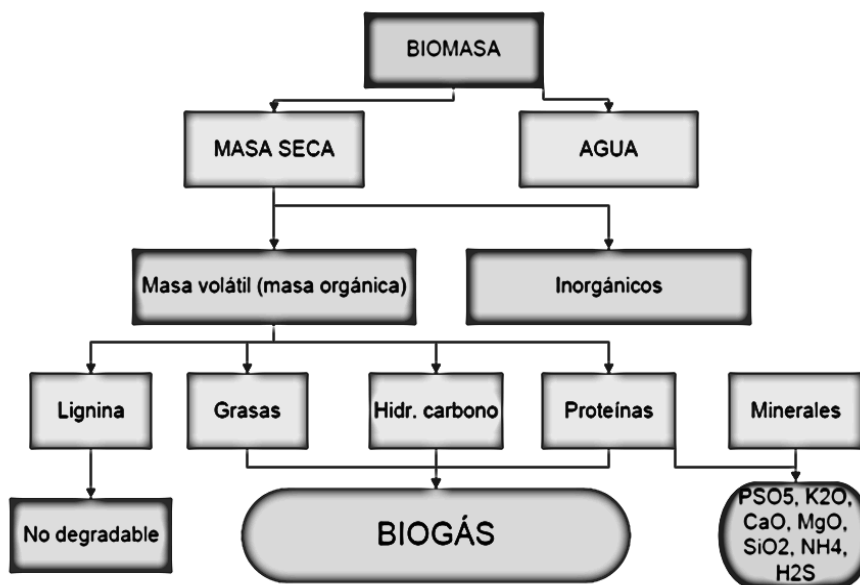 BIOMASA
MASA SECA
AGUA
Masa volátil (masa orgánica)
Inorgánicos
Lignina
Grasas
Hidr. carbono
Proteínas
Minerales
No degradable
BIOGÁS
PSO5, K2O,
CaO, MgO,
SiO2, NH4,
H2S